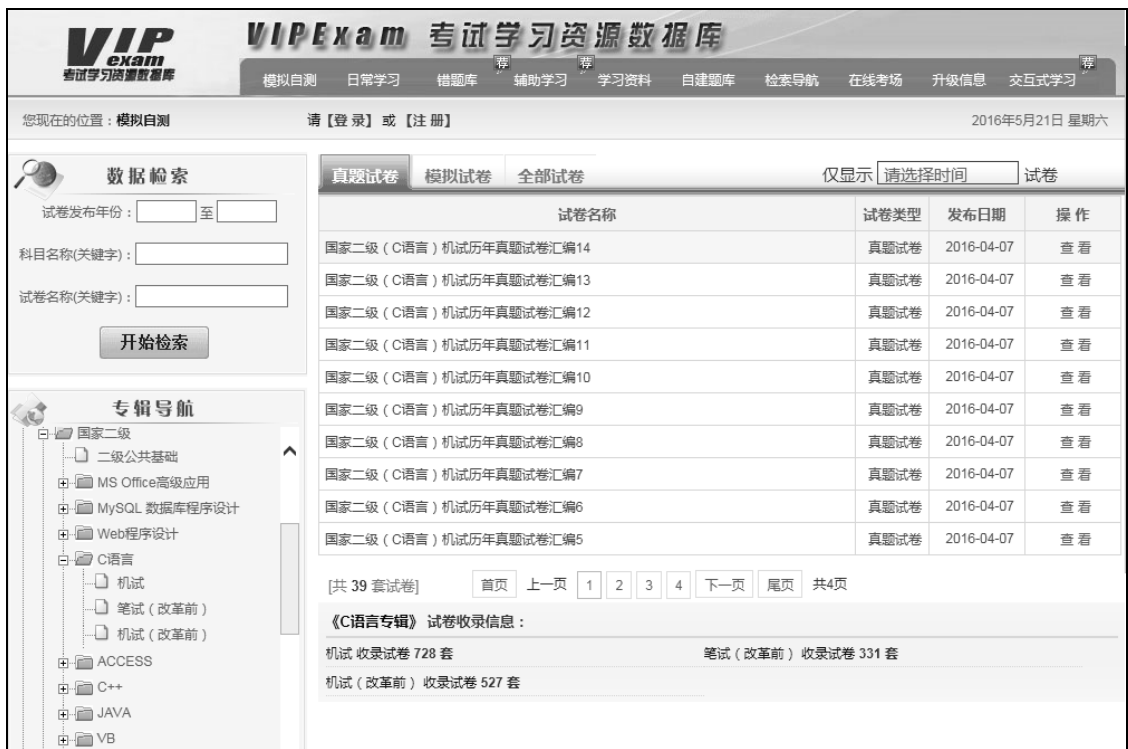 VIP
exam
考试学习资源数据库
VIPExam 考试学习资源数据库
荐 荐 荐
模拟自测 日常学习 错题库 辅助学习 学习资料 自建题库 检索导航 在线考场 升级信息 交互式学习
您现在的位置：模拟自测 请【登 录】或【注 册】 2016年5月21日 星期六
数据检索
试卷发布年份： 至
科目名称(关键字)：
试卷名称(关键字)：
开始检索
专辑导航
国家二级
二级公共基础
MS Office高级应用
MySQL 数据库程序设计
Web程序设计
C语言
机试
笔试（改革前）
机试（改革前）
ACCESS
C++
JAVA
VB
真题试卷 模拟试卷 全部试卷 仅显示 请选择时间 试卷
试卷名称 试卷类型 发布日期 操 作
国家二级（C语言）机试历年真题试卷汇编14 真题试卷 2016-04-07 查 看
国家二级（C语言）机试历年真题试卷汇编13 真题试卷 2016-04-07 查 看
国家二级（C语言）机试历年真题试卷汇编12 真题试卷 2016-04-07 查 看
国家二级（C语言）机试历年真题试卷汇编11 真题试卷 2016-04-07 查 看
国家二级（C语言）机试历年真题试卷汇编10 真题试卷 2016-04-07 查 看
国家二级（C语言）机试历年真题试卷汇编9 真题试卷 2016-04-07 查 看
国家二级（C语言）机试历年真题试卷汇编8 真题试卷 2016-04-07 查 看
国家二级（C语言）机试历年真题试卷汇编7 真题试卷 2016-04-07 查 看
国家二级（C语言）机试历年真题试卷汇编6 真题试卷 2016-04-07 查 看
国家二级（C语言）机试历年真题试卷汇编5 真题试卷 2016-04-07 查 看
[共 39 套试卷] 首页 上一页 1 2 3 4 下一页 尾页 共4页
《C语言专辑》 试卷收录信息：
机试 收录试卷 728 套 笔试（改革前） 收录试卷 331 套
机试（改革前） 收录试卷 527 套